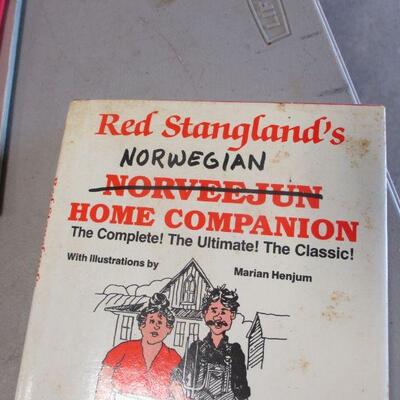 Red Stangland's
NORWEGIAN
NORVEEJUN
HOME COMPANION
The Complete! The Ultimate! The Classic!
With Illustrations by Marian Henjum